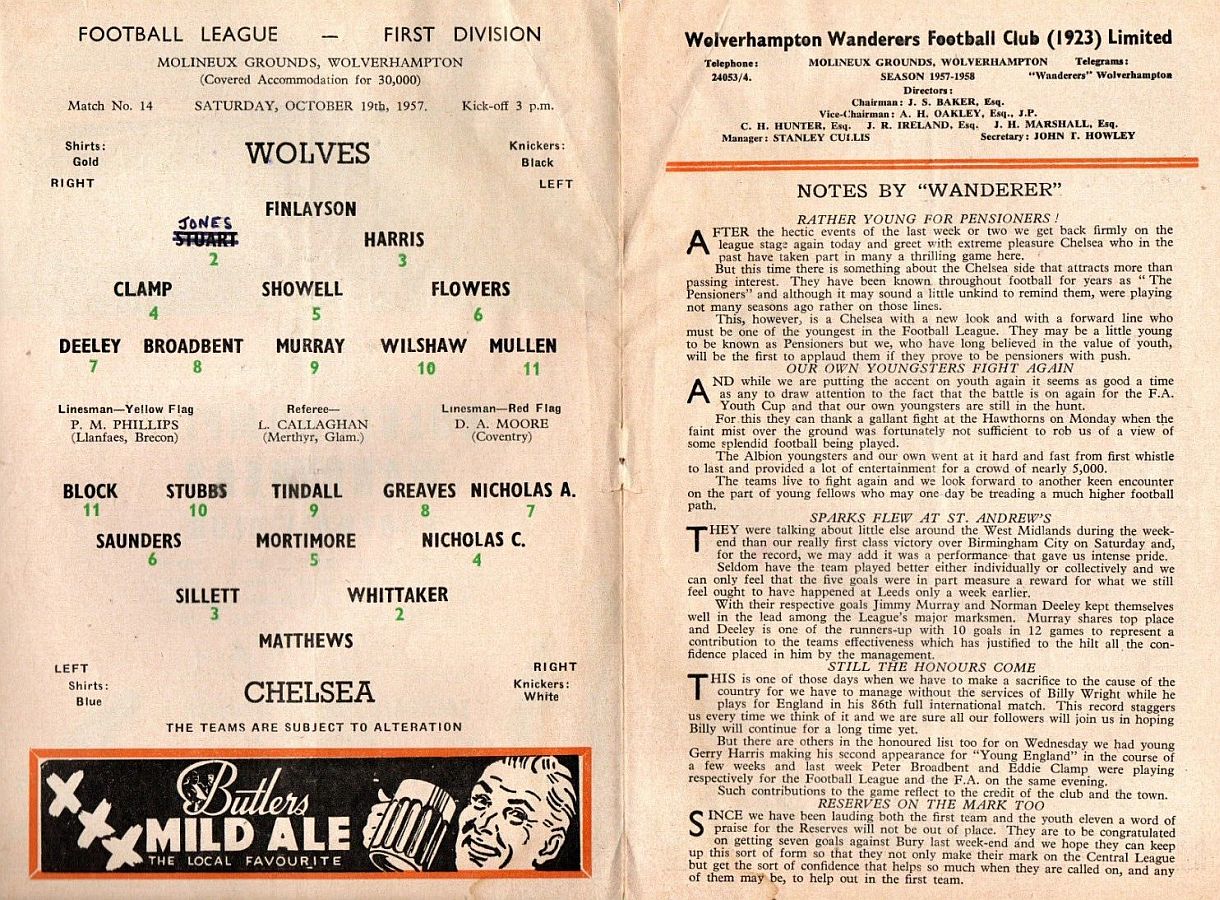 FOOTBALL LEAGUE — FIRST DIVISION
MOLINEUX GROUNDS, WOLVERHAMPTON
(Covered Accommodation for 30,000)
Match No. 14 SATURDAY, OCTOBER 19th, 1957. Kick-off 3 p.m.
Shirts: Gold WOLVES Knickers: Black
RIGHT LEFT
FINLAYSON
JONES
STUART HARRIS
2 3
CLAMP SHOWELL FLOWERS
4 5 6
DEELEY BROADBENT MURRAY WILSHAW MULLEN
7 8 9 10 11
Linesman—Yellow Flag Referee— Linesman—Red Flag
P. M. PHILLIPS L. CALLAGHAN D. A. MOORE
(Llanfaes, Brecon) (Merthyr, Glam.) (Coventry)
BLOCK STUBBS TINDALL GREAVES NICHOLAS A.
11 10 9 8 7
SAUNDERS MORTIMORE NICHOLAS C.
6 5 4
SILLETT WHITTAKER
3 2
MATTHEWS
LEFT RIGHT
Shirts: Blue CHELSEA Knickers: White
THE TEAMS ARE SUBJECT TO ALTERATION
XXX Butlers
MILD ALE
THE LOCAL FAVOURITE
Wolverhampton Wanderers Football Club (1923) Limited
Telephone: MOLINEUX GROUNDS, WOLVERHAMPTON Telegrams:
24053/4. SEASON 1957-1958 "Wanderers" Wolverhampton
Directors:
Chairman: J. S. BAKER, Esq.
Vice-Chairman: A. H. OAKLEY, Esq., J.P.
C. H. HUNTER, Esq. J. R. IRELAND, Esq. J. H. MARSHALL, Esq.
Manager: STANLEY CULLIS Secretary: JOHN T. HOWLEY
NOTES BY "WANDERER"
RATHER YOUNG FOR PENSIONERS!
AFTER the hectic events of the last week or two we get back firmly on the
league stage again today and greet with extreme pleasure Chelsea who in the
past have taken part in many a thrilling game here.
But this time there is something about the Chelsea side that attracts more than
passing interest. They have been known throughout football for years as "The
Pensioners" and although it may sound a little unkind to remind them, were playing
not many seasons ago rather on those lines.
This, however, is a Chelsea with a new look and with a forward line who
must be one of the youngest in the Football League. They may be a little young
to be known as Pensioners but we, who have long believed in the value of youth,
will be the first to applaud them if they prove to be pensioners with push.
OUR OWN YOUNGSTERS FIGHT AGAIN
AND while we are putting the accent on youth again it seems as good a time
as any to draw attention to the fact that the battle is on again for the F.A.
Youth Cup and that our own youngsters are still in the hunt.
For this they can thank a gallant fight at the Hawthorns on Monday when the
faint mist over the ground was fortunately not sufficient to rob us of a view of
some splendid football being played.
The Albion youngsters and our own went at it hard and fast from first whistle
to last and provided a lot of entertainment for a crowd of nearly 5,000.
The teams live to fight again and we look forward to another keen encounter
on the part of young fellows who may one day be treading a much higher football
path.
SPARKS FLEW AT ST. ANDREW'S
THEY were talking about little else around the West Midlands during the week-
end than our really first class victory over Birmingham City on Saturday and,
for the record, we may add it was a performance that gave us intense pride.
Seldom have the team played better either individually or collectively and we
can only feel that the five goals were in part measure a reward for what we still
feel ought to have happened at Leeds only a week earlier.
With their respective goals Jimmy Murray and Norman Deeley kept themselves
well in the lead among the League's major marksmen. Murray shares top place
and Deeley is one of the runners-up with 10 goals in 12 games to represent a
contribution to the teams effectiveness which has justified to the hilt all the con-
fidence placed in him by the management.
STILL THE HONOURS COME
THIS is one of those days when we have to make a sacrifice to the cause of the
country for we have to manage without the services of Billy Wright while he
plays for England in his 86th full international match. This record staggers
us every time we think of it and we are sure all our followers will join us in hoping
Billy will continue for a long time yet.
But there are others in the honoured list too for on Wednesday we had young
Gerry Harris making his second appearance for "Young England" in the course of
a few weeks and last week Peter Broadbent and Eddie Clamp were playing
respectively for the Football League and the F.A. on the same evening.
Such contributions to the game reflect to the credit of the club and the town.
RESERVES ON THE MARK TOO
SINCE we have been lauding both the first team and the youth eleven a word of
praise for the Reserves will not be out of place. They are to be congratulated
on getting seven goals against Bury last week-end and we hope they can keep
up this sort of form so that they not only make their mark on the Central League
but get the sort of confidence that helps so much when they are called on, and any
of them may be, to help out in the first team.